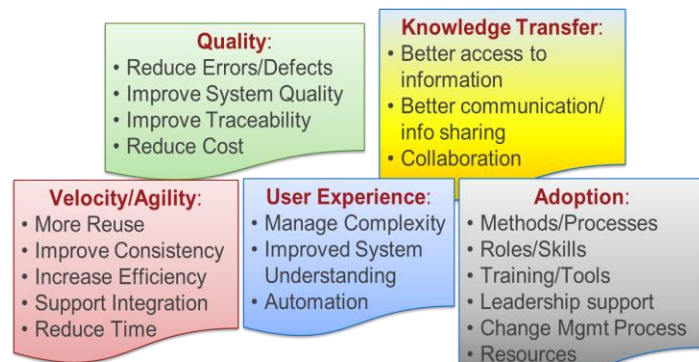 Quality:
• Reduce Errors/Defects
• Improve System Quality
• Improve Traceability
• Reduce Cost
Knowledge Transfer:
• Better access to
information
• Better communication/
info sharing
• Collaboration
Velocity/Agility:
• More Reuse
• Improve Consistency
• Increase Efficiency
• Support Integration
• Reduce Time
User Experience:
• Manage Complexity
• Improved System
Understanding
• Automation
Adoption:
• Methods/Processes
• Roles/Skills
• Training/Tools
• Leadership support
• Change Mgmt Process
• Resources